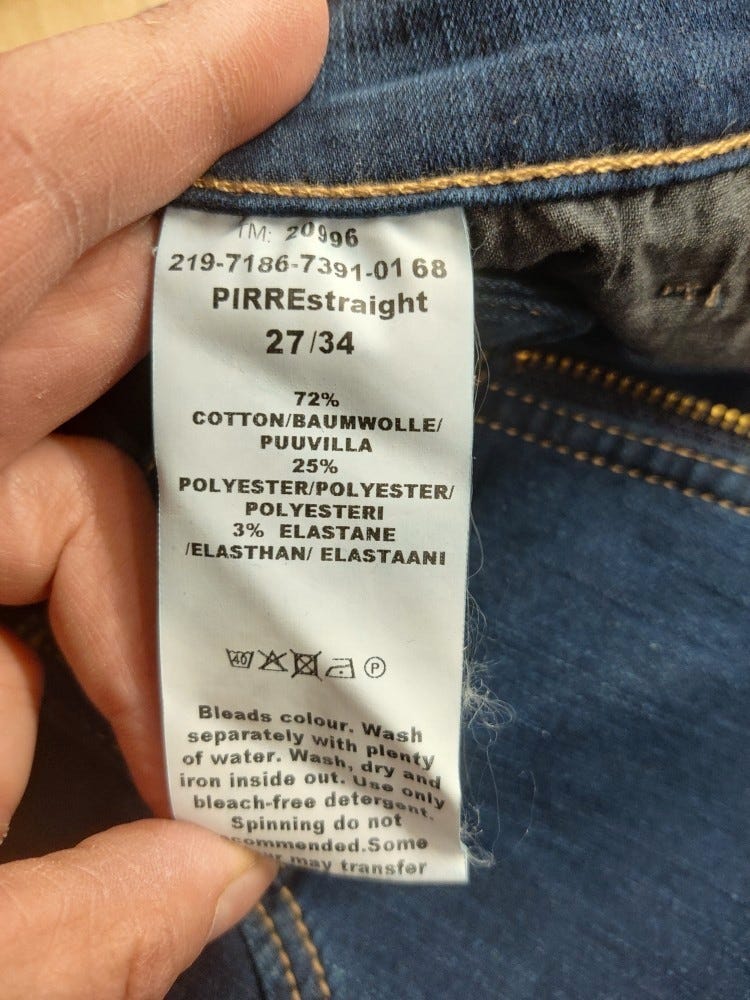 TM: 20996
219-7186-7391-01 68
PIRREstraight
27/34
72%
COTTON/BAUMWOLLE/
PUUVILLA
25%
POLYESTER/POLYESTER/
POLYESTERI
3% ELASTANE
/ELASTHAN/ ELASTAANI
40 P
Bleads colour. Wash
separately with plenty
of water. Wash, dry and
iron inside out. Use only
bleach-free detergent.
Spinning do not
ecommended.Some
may transfer